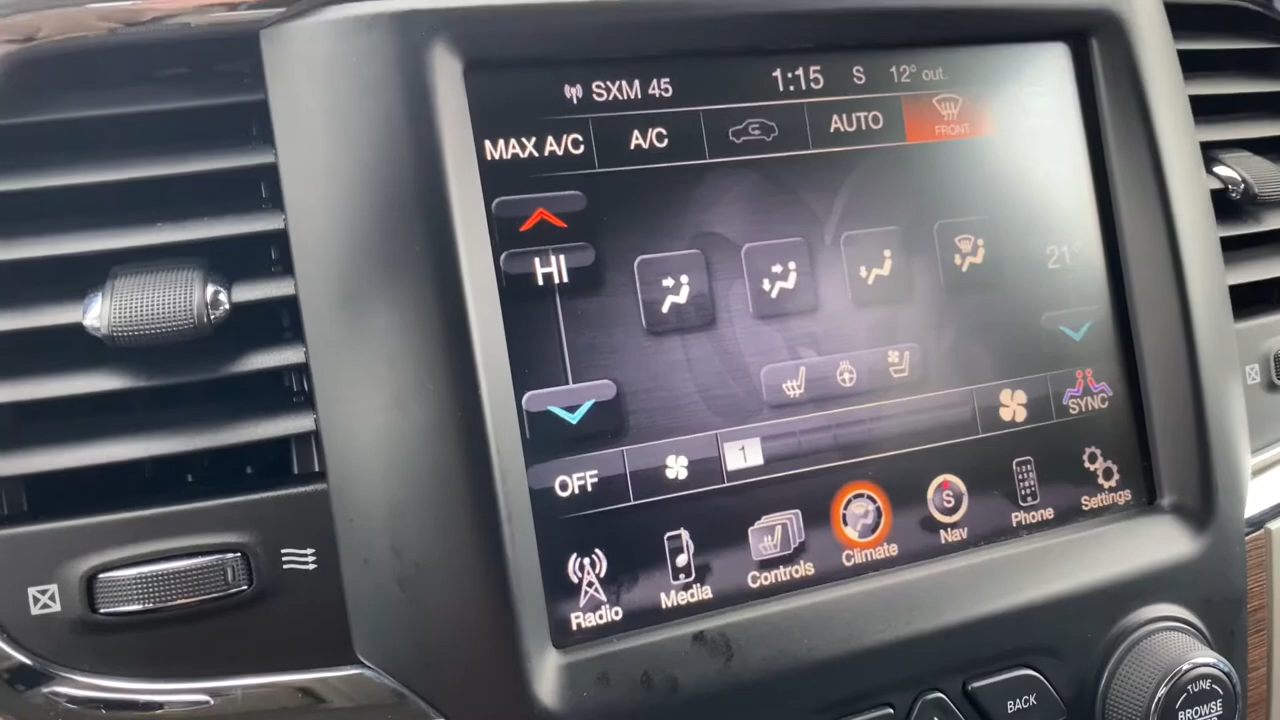 SXM 45 1:15 S 12° out.
MAX A/C A/C AUTO FRONT
HI 21°
OFF 1 SYNC
Radio Media Controls Climate S Nav Phone Settings
BACK TUNE
BROWSE